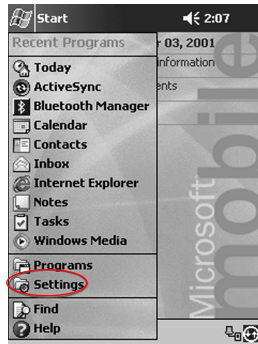 Start 2:07
Recent Programs
r 03, 2001
Today
information
ActiveSync
ents
Bluetooth Manager
Calendar
Contacts
Inbox
Internet Explorer
Notes
Tasks
Windows Media
Programs
Settings
Find
Help
Microsoft
mobile